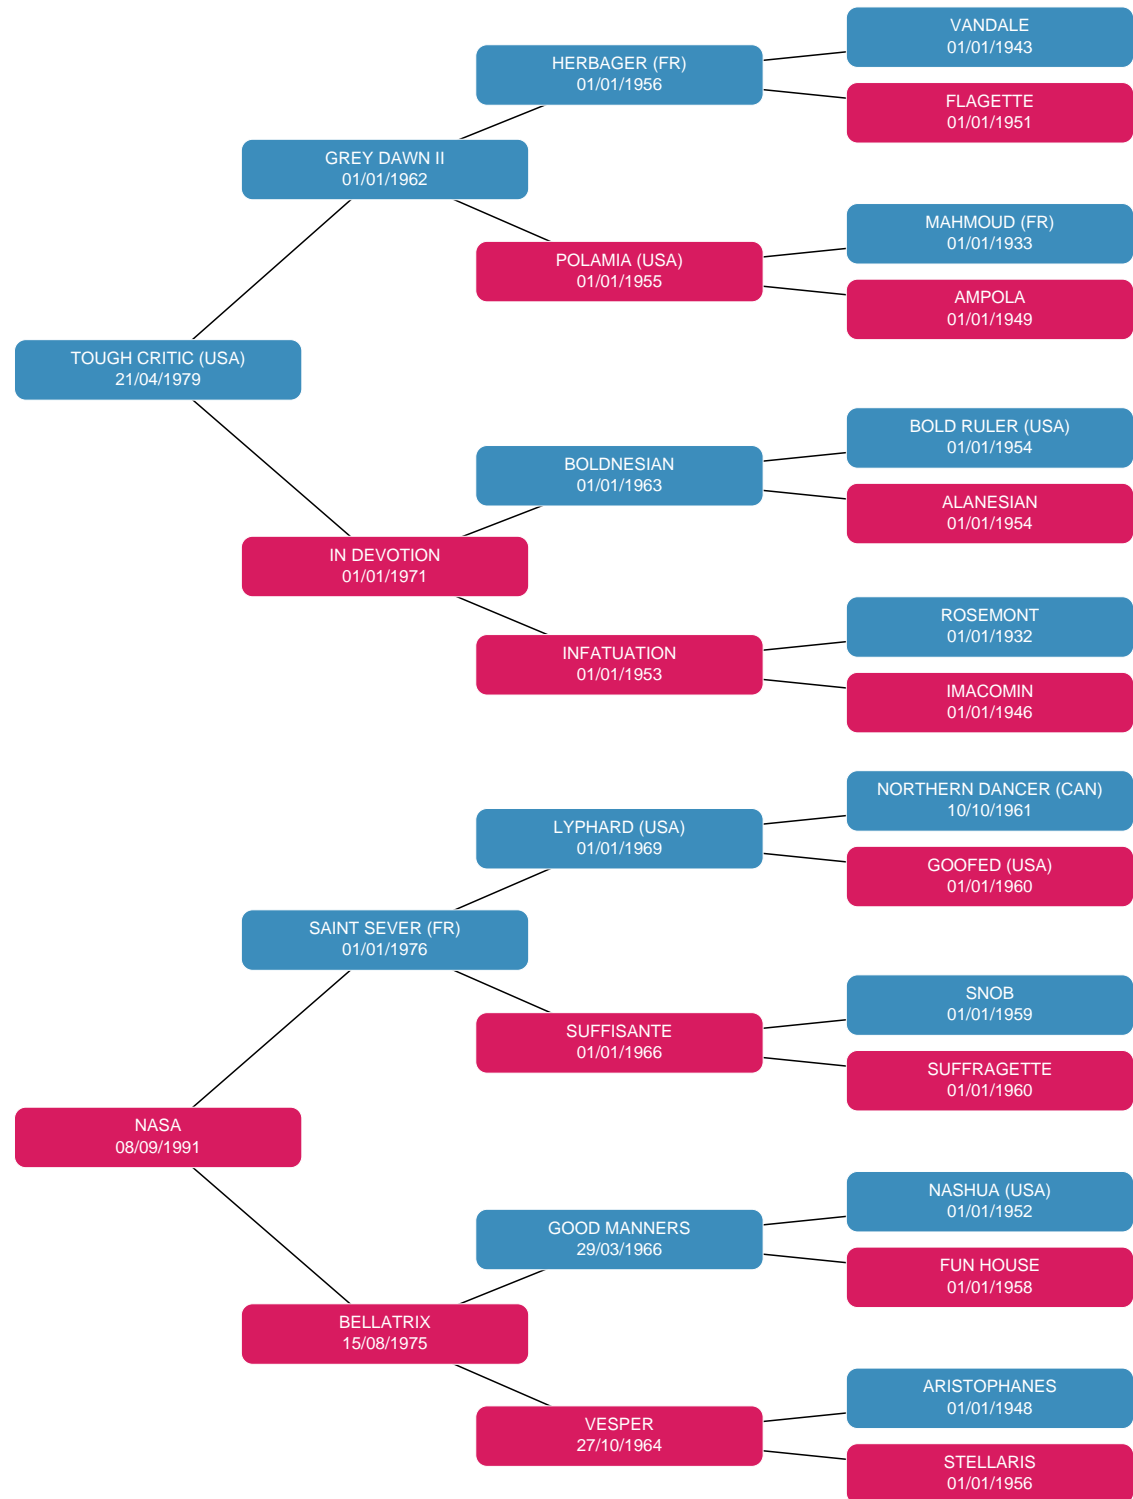 VANDALE
01/01/1943
HERBAGER (FR)
01/01/1956
FLAGETTE
01/01/1951
GREY DAWN II
01/01/1962
MAHMOUD (FR)
01/01/1933
POLAMIA (USA)
01/01/1955
AMPOLA
01/01/1949
TOUGH CRITIC (USA)
21/04/1979
BOLD RULER (USA)
01/01/1954
BOLDNESIAN
01/01/1963
ALANESIAN
01/01/1954
IN DEVOTION
01/01/1971
ROSEMONT
01/01/1932
INFATUATION
01/01/1953
IMACOMIN
01/01/1946
NORTHERN DANCER (CAN)
10/10/1961
LYPHARD (USA)
01/01/1969
GOOFED (USA)
01/01/1960
SAINT SEVER (FR)
01/01/1976
SNOB
01/01/1959
SUFFISANTE
01/01/1966
SUFFRAGETTE
01/01/1960
NASA
08/09/1991
NASHUA (USA)
01/01/1952
GOOD MANNERS
29/03/1966
FUN HOUSE
01/01/1958
BELLATRIX
15/08/1975
ARISTOPHANES
01/01/1948
VESPER
27/10/1964
STELLARIS
01/01/1956